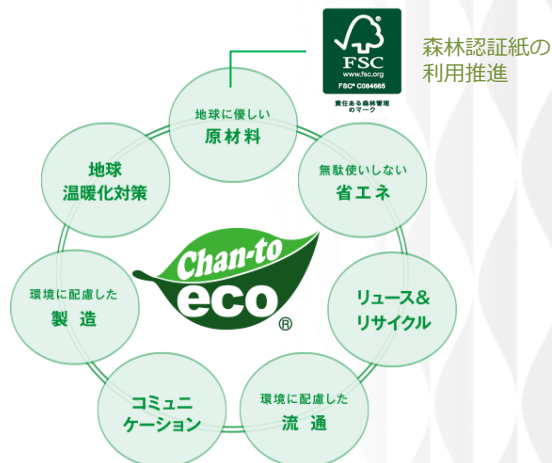 FSC
www.fsc.org
FSC® C084665
責任ある森林管理
のマーク
森林認証紙の
利用推進
地球に優しい
原材料
無駄使いしない
省エネ
リュース&
リサイクル
環境に配慮した
流 通
コミュニ
ケーション
環境に配慮した
製 造
地球
温暖化対策
Chan-to
eco®